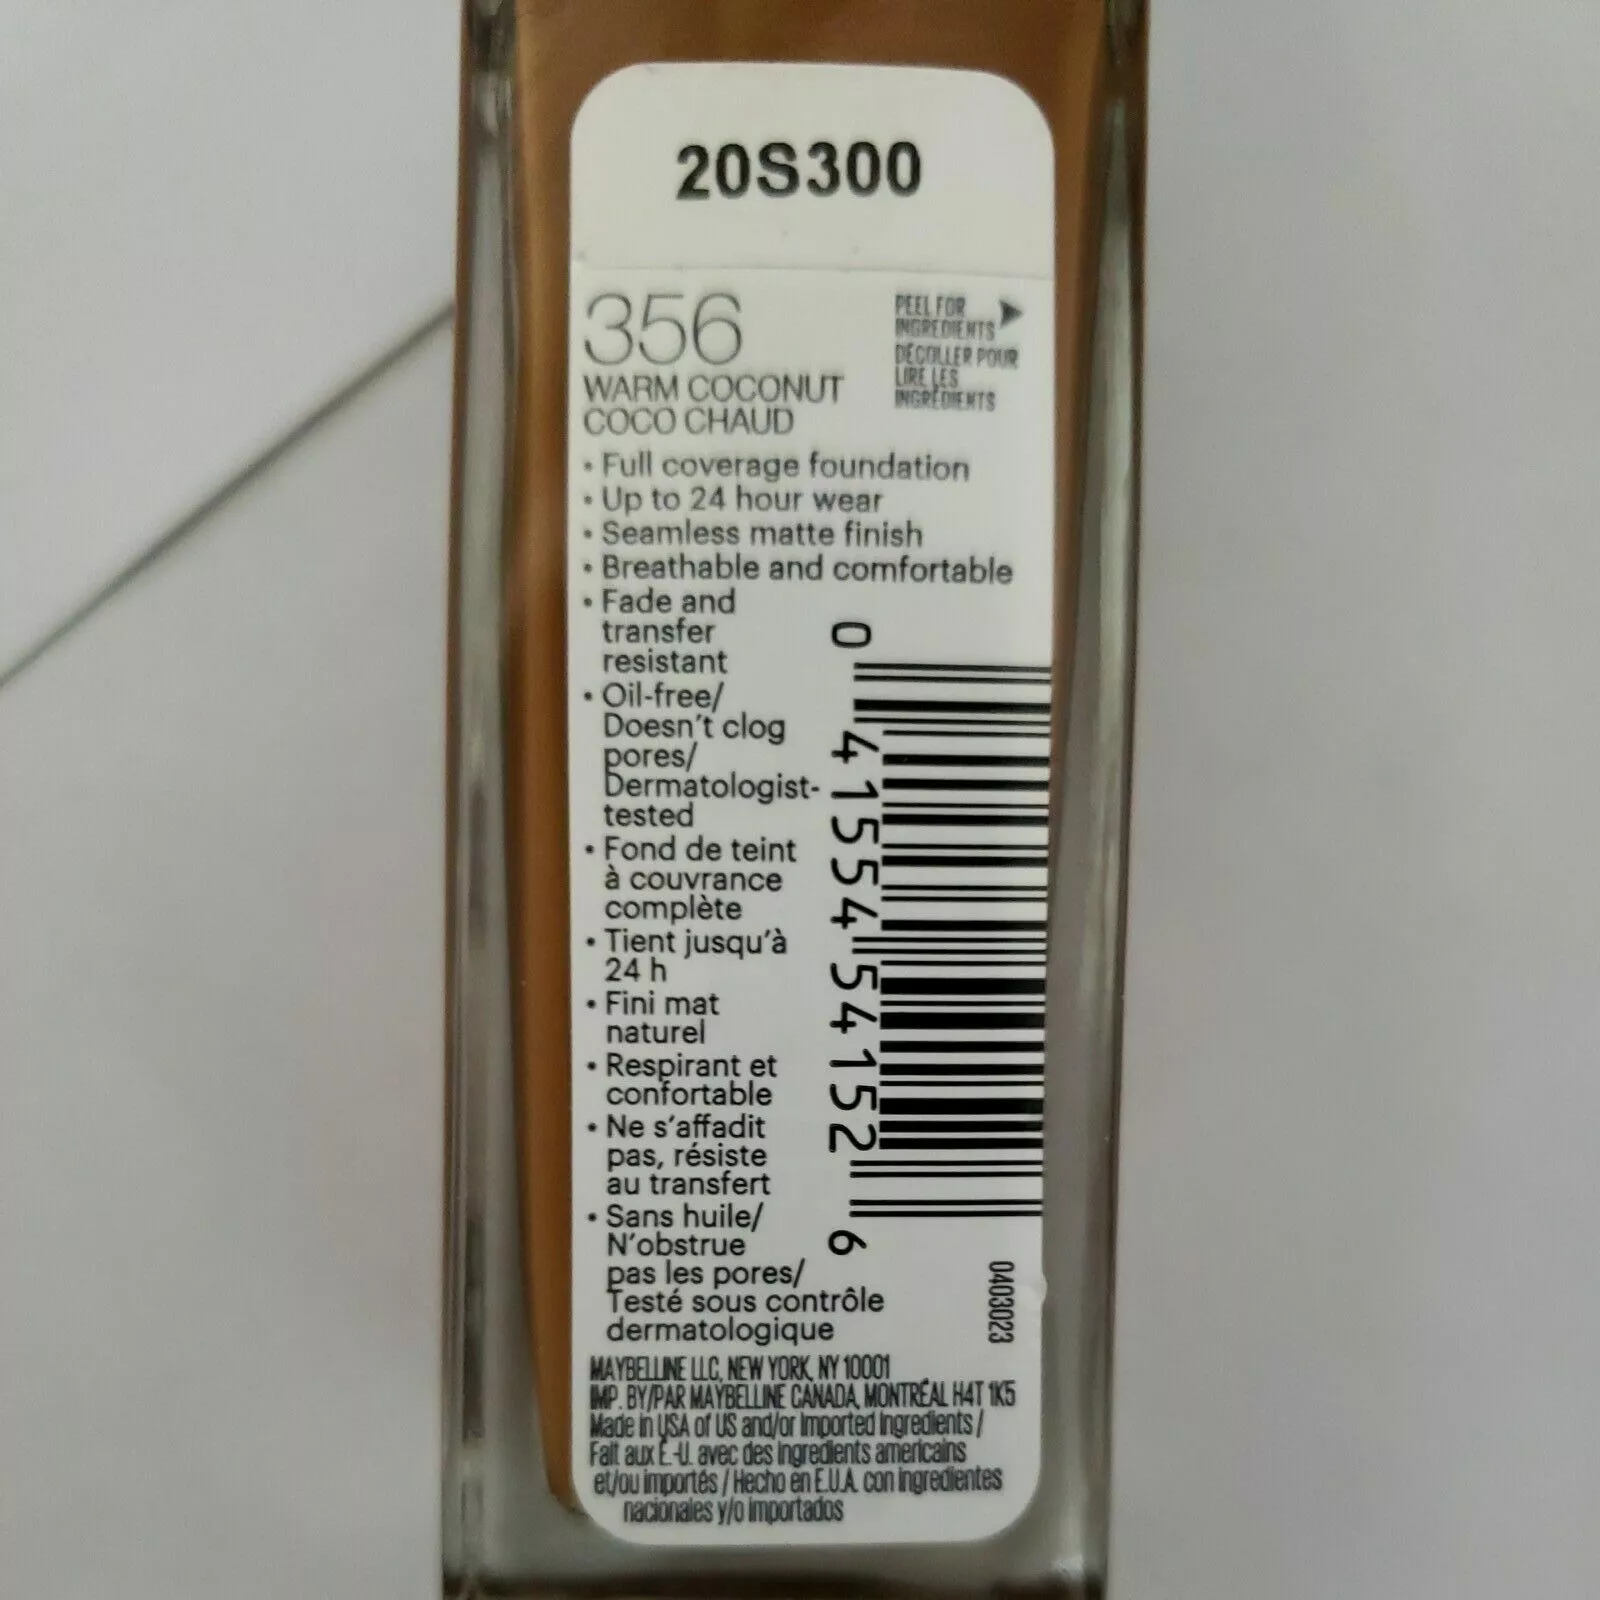 20S300
356
WARM COCONUT
COCO CHAUD
PEEL FOR
INGREDIENTS
DÉCOLLER POUR
LIRE LES
INGRÉDIENTS
• Full coverage foundation
• Up to 24 hour wear
• Seamless matte finish
• Breathable and comfortable
• Fade and
transfer
resistant
• Oil-free/
Doesn't clog
pores/
Dermatologist-
tested
• Fond de teint
à couvrance
complète
• Tient jusqu'à
24 h
• Fini mat
naturel
• Respirant et
confortable
• Ne s'affadit
pas, résiste
au transfert
• Sans huile/
N'obstrue
pas les pores/
Testé sous contrôle
dermatologique
0 41554 54152 6
0403023
MAYBELLINE LLC, NEW YORK, NY 10001
IMP. BY/PAR MAYBELLINE CANADA, MONTRÉAL H4T 1K5
Made in USA of US and/or Imported Ingredients /
Fait aux É.-U. avec des ingredients americains
et/ou importés / Hecho en E.U.A. con ingredientes
nacionales y/o importados